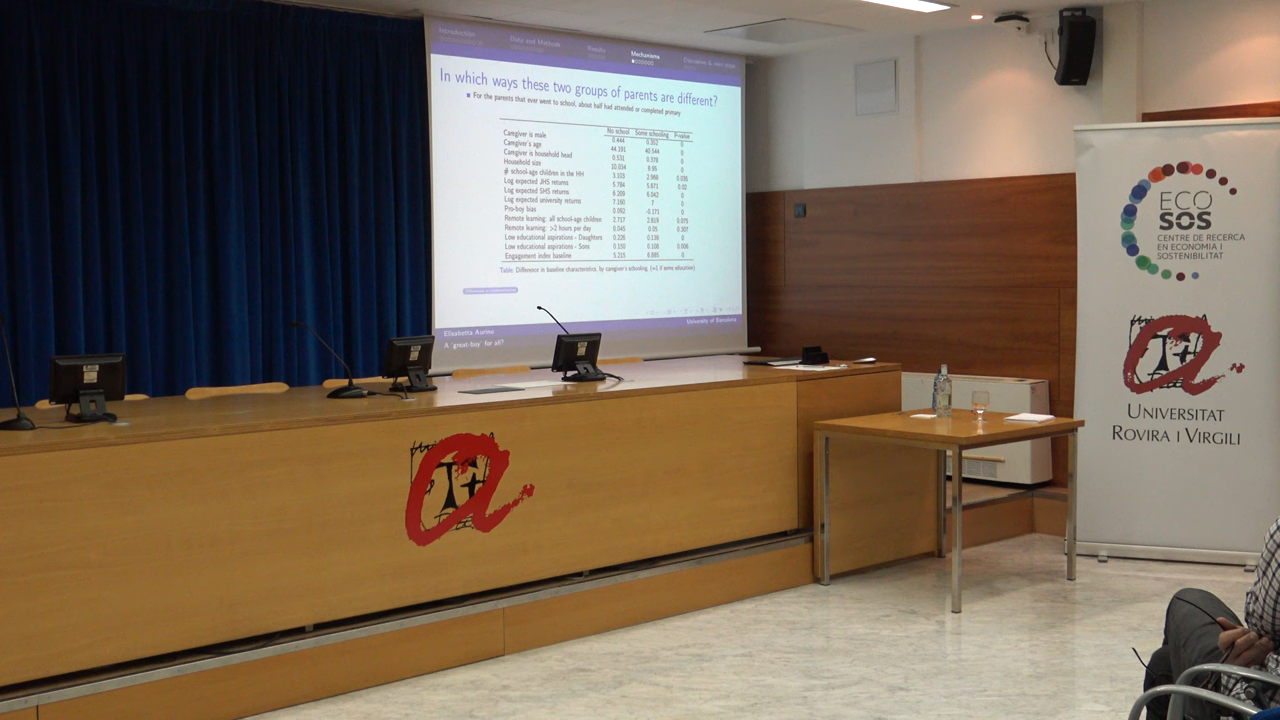 Introduction
Data and Methods
Results
Mechanisms
Discussion & next steps
In which ways these two groups of parents are different?
For the parents that ever went to school, about half had attended or completed primary
No school Some schooling P-value
Caregiver is male 0.444 0.352 0
Caregiver's age 44.191 40.544 0
Caregiver is household head 0.531 0.378 0
Household size 10.034 8.95 0
# school-age children in the HH 3.103 2.968 0.035
Log expected JHS returns 5.784 5.671 0.02
Log expected SHS returns 6.209 6.042 0
Log expected university returns 7.180 7 0
Pro-boy bias 0.082 -0.171 0
Remote learning: all school-age children 2.717 2.819 0.075
Remote learning: >2 hours per day 0.045 0.05 0.307
Low educational aspirations - Daughters 0.226 0.139 0
Low educational aspirations - Sons 0.150 0.108 0.006
Engagement index baseline 5.215 6.885 0
Table: Difference in baseline characteristics, by caregiver's schooling. (=1 if some education)
Elisabetta Aurino
University of Barcelona
A 'great-boy' for all?
ECO
SOS
CENTRE DE RECERCA
EN ECONOMIA I
SOSTENIBILITAT
UNIVERSITAT
ROVIRA I VIRGILI